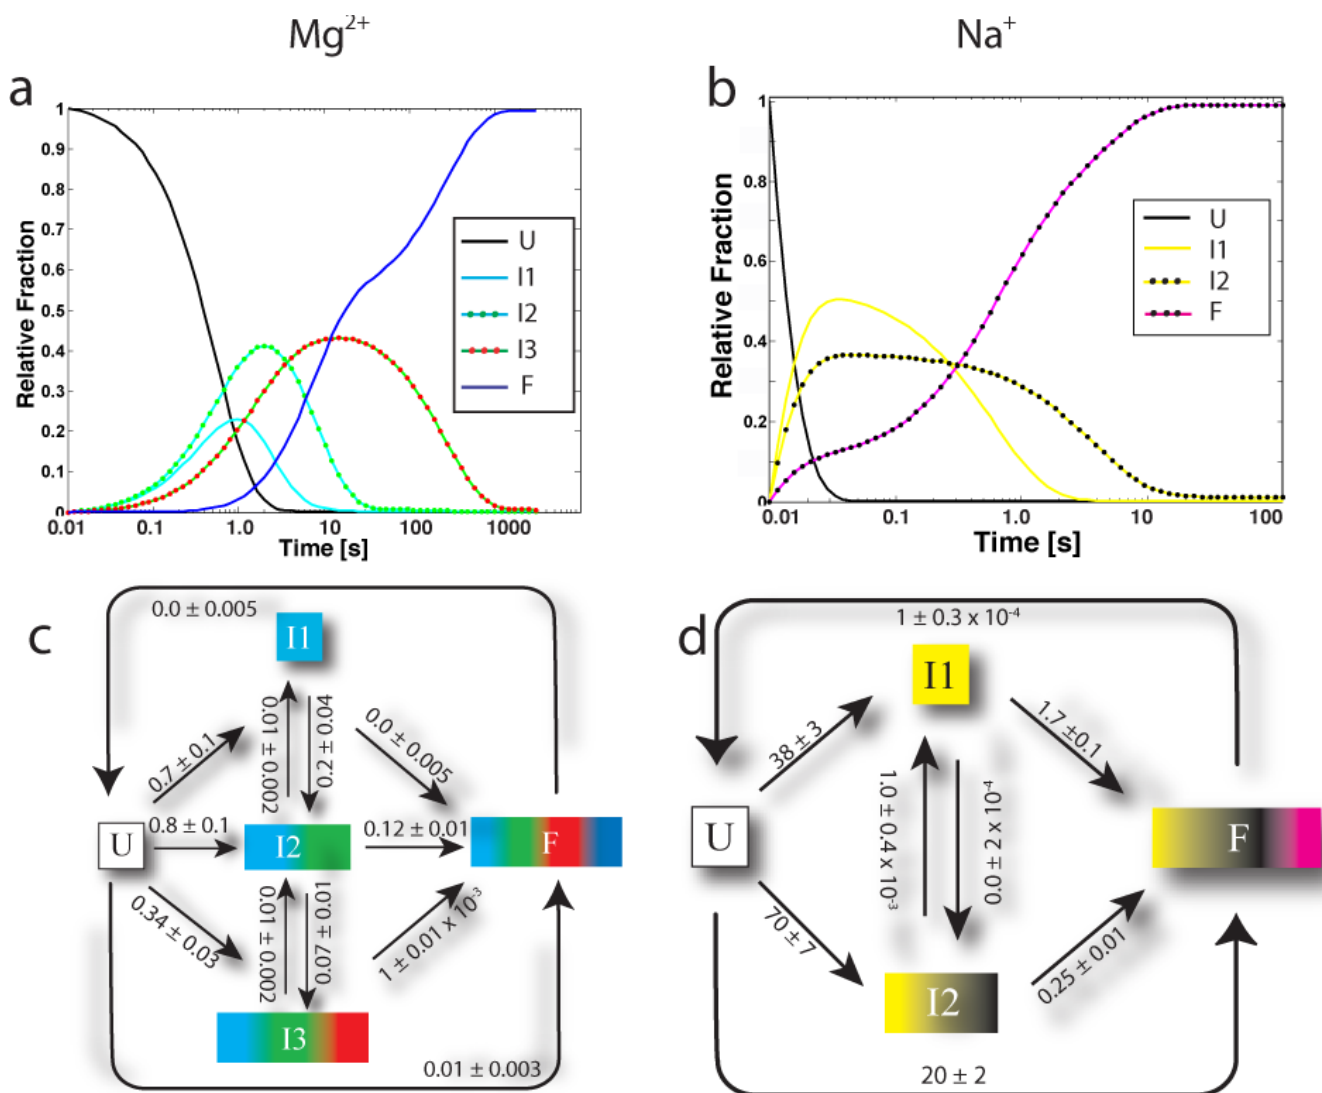 Mg²⁺
Na⁺
a
1
0.9
0.8
0.7
0.6
0.5
0.4
0.3
0.2
0.1
0
Relative Fraction
0.01
0.1
1.0
10
100
1000
Time [s]
U
I1
I2
I3
F
b
1
0.8
0.6
0.4
0.2
0
Relative Fraction
0.01
0.1
1.0
10
100
Time [s]
U
I1
I2
F
c
0.0 ± 0.005
I1
0.7 ± 0.1
0.01 ± 0.0002
0.2 ± 0.04
0.0 ± 0.005
U
0.8 ± 0.1
I2
0.12 ± 0.01
F
0.34 ± 0.03
0.01 ± 0.002
0.07 ± 0.01
1 ± 0.01 x 10⁻³
I3
0.01 ± 0.003
d
1 ± 0.3 x 10⁻⁴
I1
38 ± 3
1.7 ±0.1
1.0 ± 0.4 x 10⁻³
0.0 ± 2 x 10⁻⁴
U
F
70 ± 7
0.25 ± 0.01
I2
20 ± 2